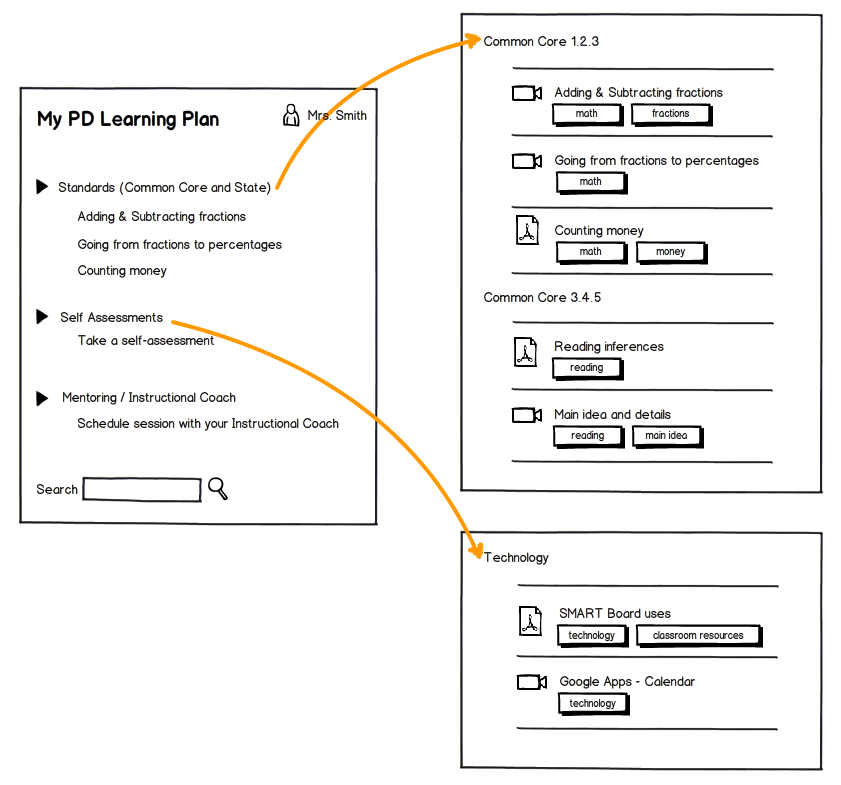 My PD Learning Plan
Mrs. Smith
Standards (Common Core and State)
Adding & Subtracting fractions
Going from fractions to percentages
Counting money
Self Assessments
Take a self-assessment
Mentoring / Instructional Coach
Schedule session with your Instructional Coach
Search
Common Core 1.2.3
Adding & Subtracting fractions
math fractions
Going from fractions to percentages
math
Counting money
math money
Common Core 3.4.5
Reading inferences
reading
Main idea and details
reading main idea
Technology
SMART Board uses
technology classroom resources
Google Apps - Calendar
technology